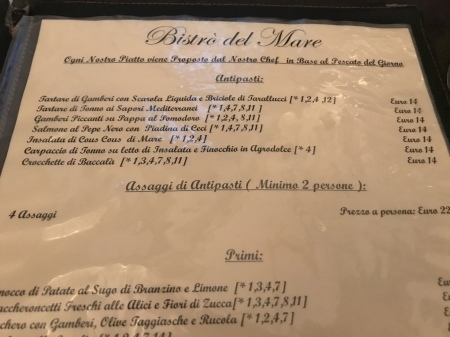 Bistrò del Mare
Ogni Nostro Piatto viene Proposto dal Nostro Chef in Base al Pescato del Giorno
Antipasti:
Tartare di Gamberi con Scarola Liquida e Briciole di Tarallucci [*1,2,4,12] Euro 14
Tartare di Tonno ai Sapori Mediterranei [*1,4,7,8,11] Euro 14
Gamberi Piccanti su Pappa al Pomodoro [*1,2,4,8,11] Euro 14
Salmone al Pepe Nero con Piadina di Ceci [*1,4,7,8,11] Euro 14
Insalata di Cous Cous di Mare [*1,2,4] Euro 14
Carpaccio di Tonno su Letto di Insalata e Finocchio in Agrodolce [*4] Euro 14
Crocchette di Baccalà [*1,3,4,7,8,11] Euro 14
Assaggi di Antipasti ( Minimo 2 persone ):
4 Assaggi Prezzo a persona: Euro 22
Primi:
nocco di Patate al Sugo di Branzino e Limone [*1,3,4,7] Eu
ccheroncetti Freschi alle Alici e Fiori di Zucca [*1,3,4,7,8,11] Eu
chero con Gamberi, Olive Taggiasche e Rucola [*1,2,4,7] Eur